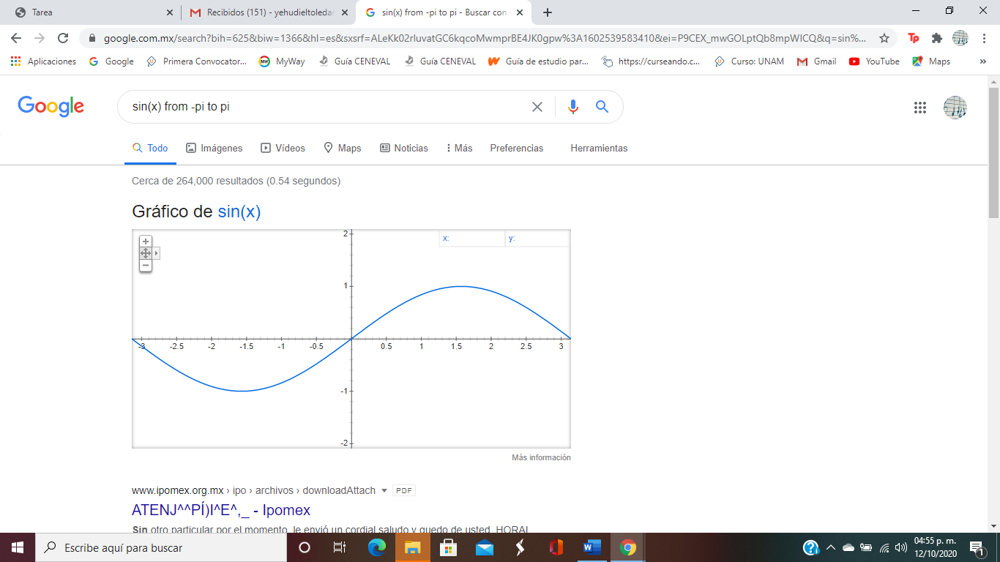 Tarea
Recibidos (151) - yehudieltoledar
sin(x) from -pi to pi - Buscar con
google.com.mx/search?bih=625&biw=1366&hl=es&sxsrf=ALeKk02rIuvatGC6kqcoMwmprBE4JK0gpw%3A1602539583410&ei=P9CEX_mwGOLptQb8mpWICQ&q=sin%...
Aplicaciones
Google
Primera Convocator...
MyWay
Guía CENEVAL
Guía CENEVAL
Guía de estudio par...
https://curseando.c...
Curso: UNAM
Gmail
YouTube
Maps
»
Google
sin(x) from -pi to pi
Todo
Imágenes
Vídeos
Maps
Noticias
Más
Preferencias
Herramientas
Cerca de 264,000 resultados (0.54 segundos)
Gráfico de sin(x)
x:
y:
2
1
-3 -2.5 -2 -1.5 -1 -0.5 0.5 1 1.5 2 2.5 3
-1
-2
Más información
www.ipomex.org.mx › ipo › archivos › downloadAttach PDF
ATENJ^^PÍ)I^E^,_ - Ipomex
Sin otro particular por el momento, le envió un cordial saludo y quedo de usted. HORAI
Escribe aquí para buscar
04:55 p. m.
12/10/2020
1